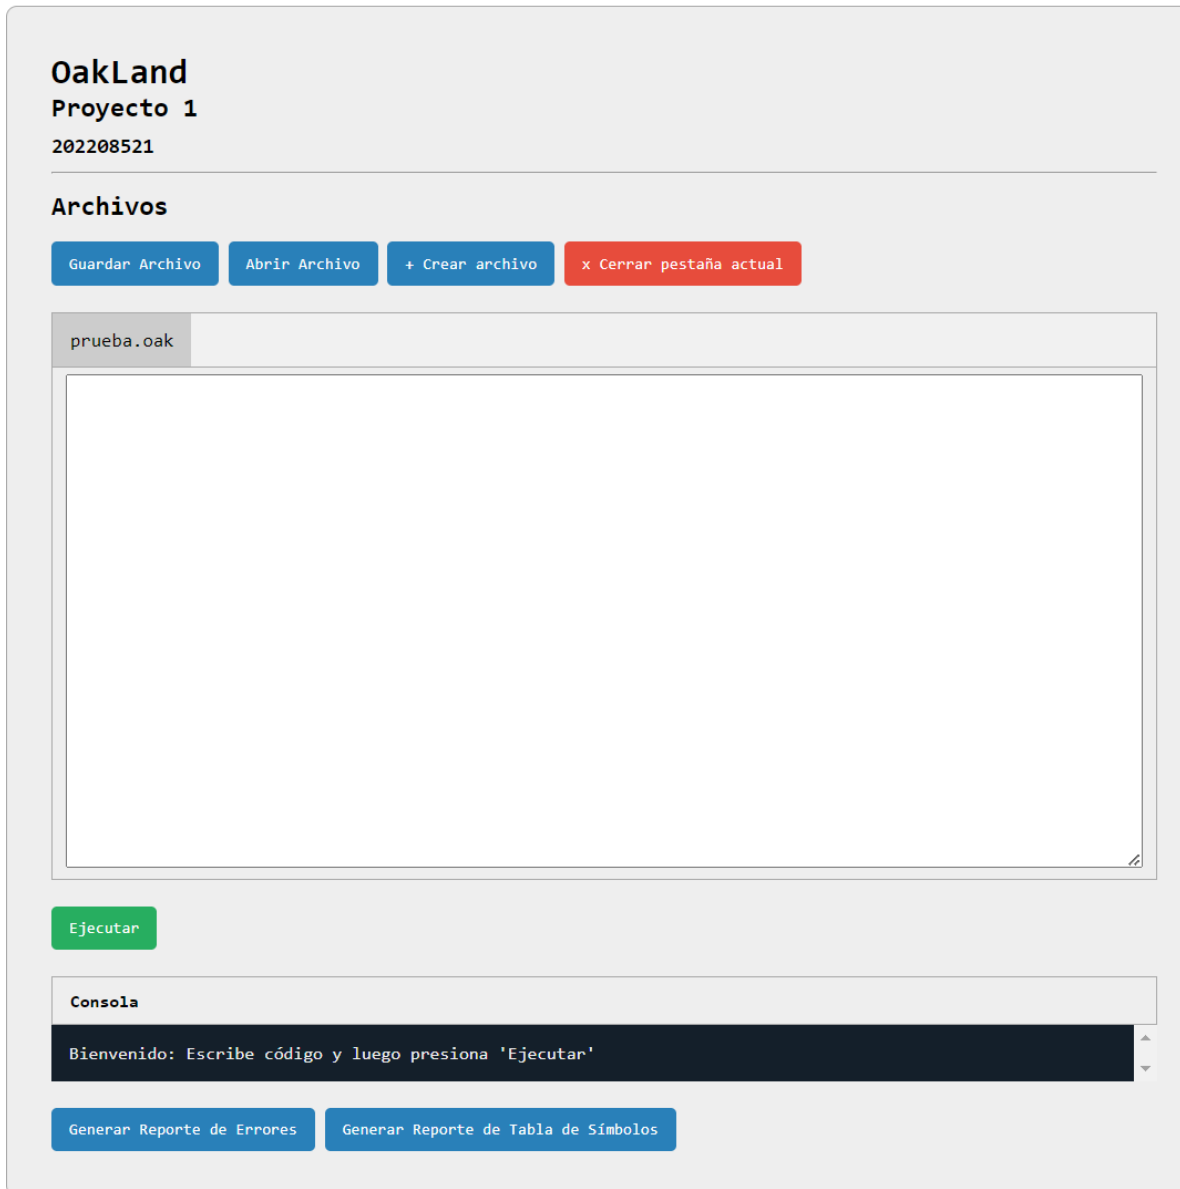 OakLand
Proyecto 1
202208521
Archivos
Guardar Archivo Abrir Archivo + Crear archivo x Cerrar pestaña actual
prueba.oak
Ejecutar
Consola
Bienvenido: Escribe código y luego presiona 'Ejecutar'
Generar Reporte de Errores Generar Reporte de Tabla de Símbolos